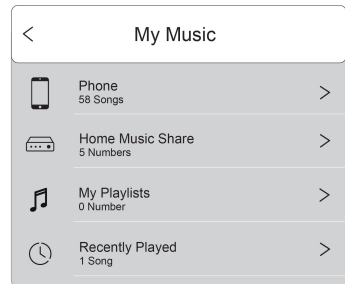 My Music
Phone
58 Songs
Home Music Share
5 Numbers
My Playlists
0 Number
Recently Played
1 Song